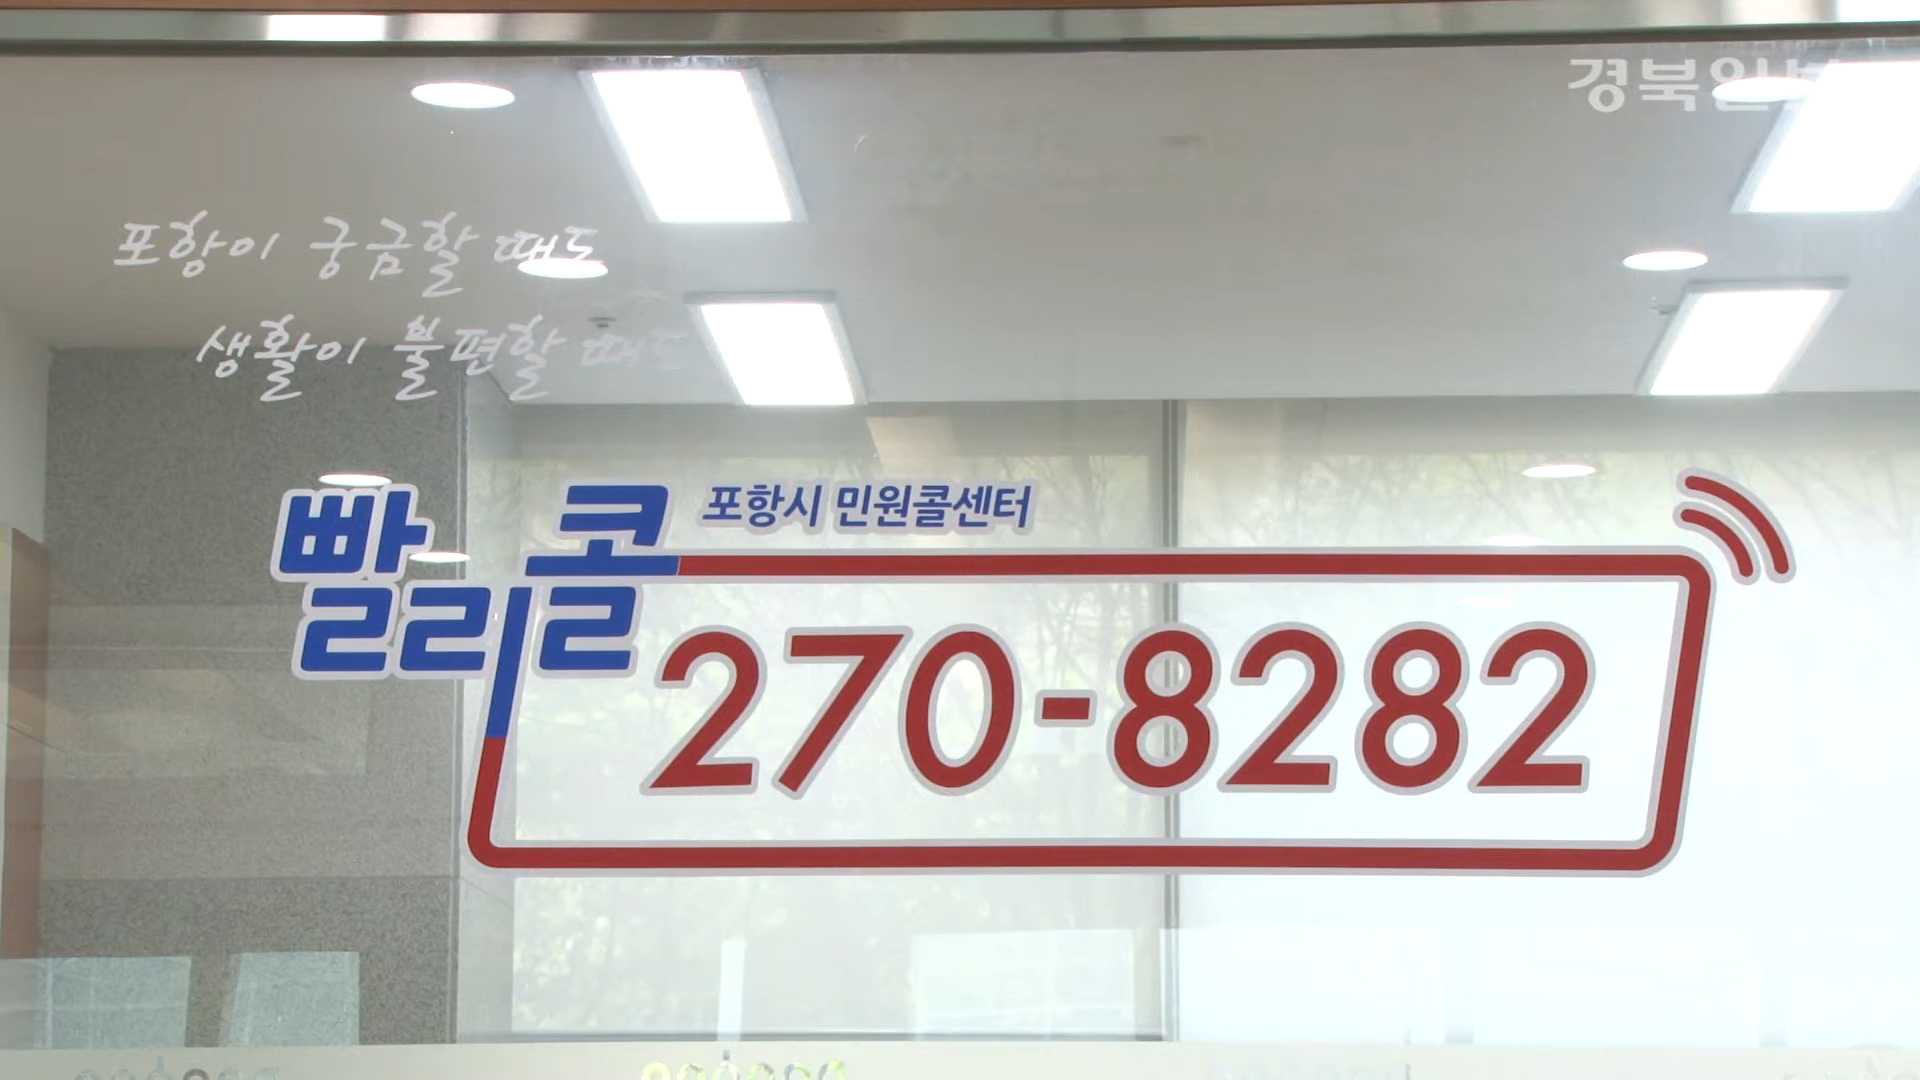 경북일보
포항이 궁금할 때도
생활이 불편할 때도
빨리콜
포항시 민원콜센터
270-8282